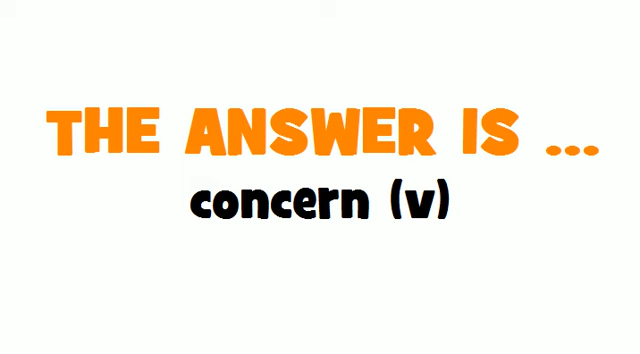 THE ANSWER IS ...
concern (v)